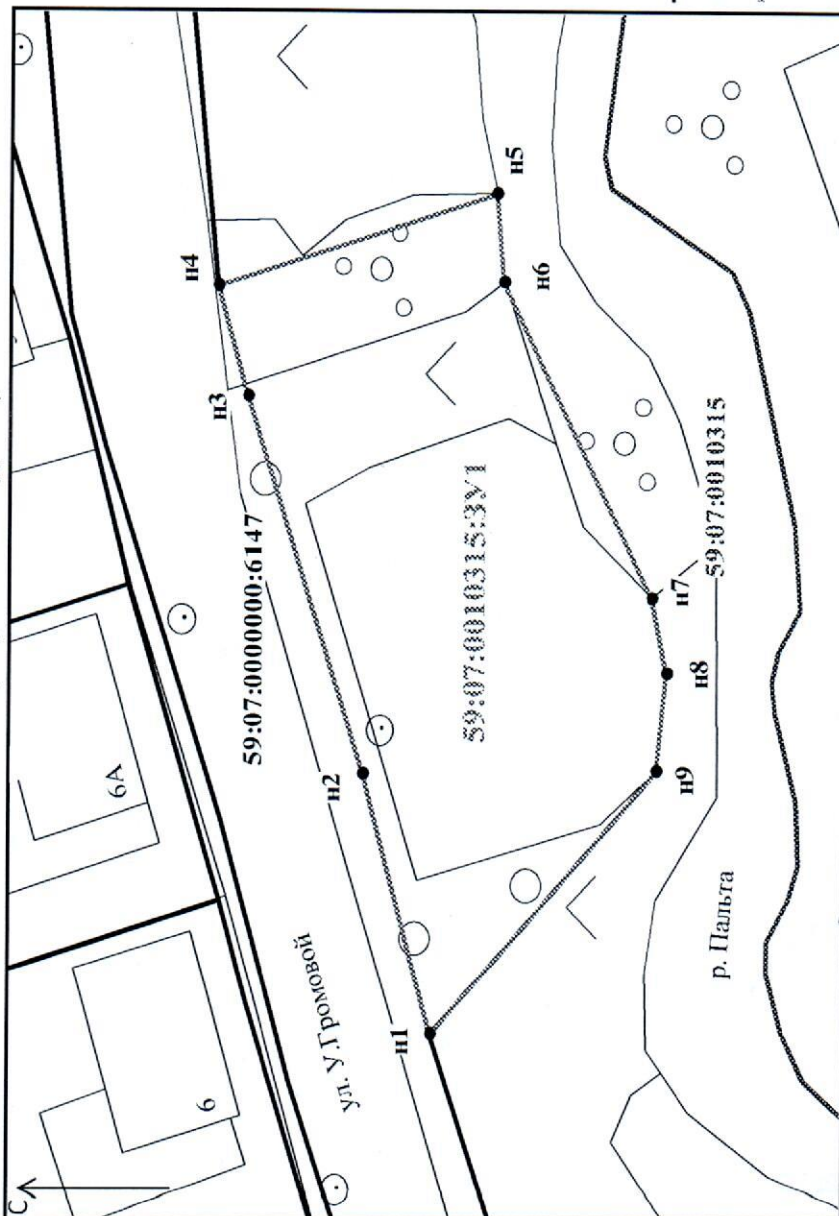 С
6
6А
ул. У.Громовой
59:07:0000000:6147
н1
н2
н3
н4
н5
н6
н7
н8
н9
59:07:0010315:ЗУ1
59:07:0010315
р. Пальта